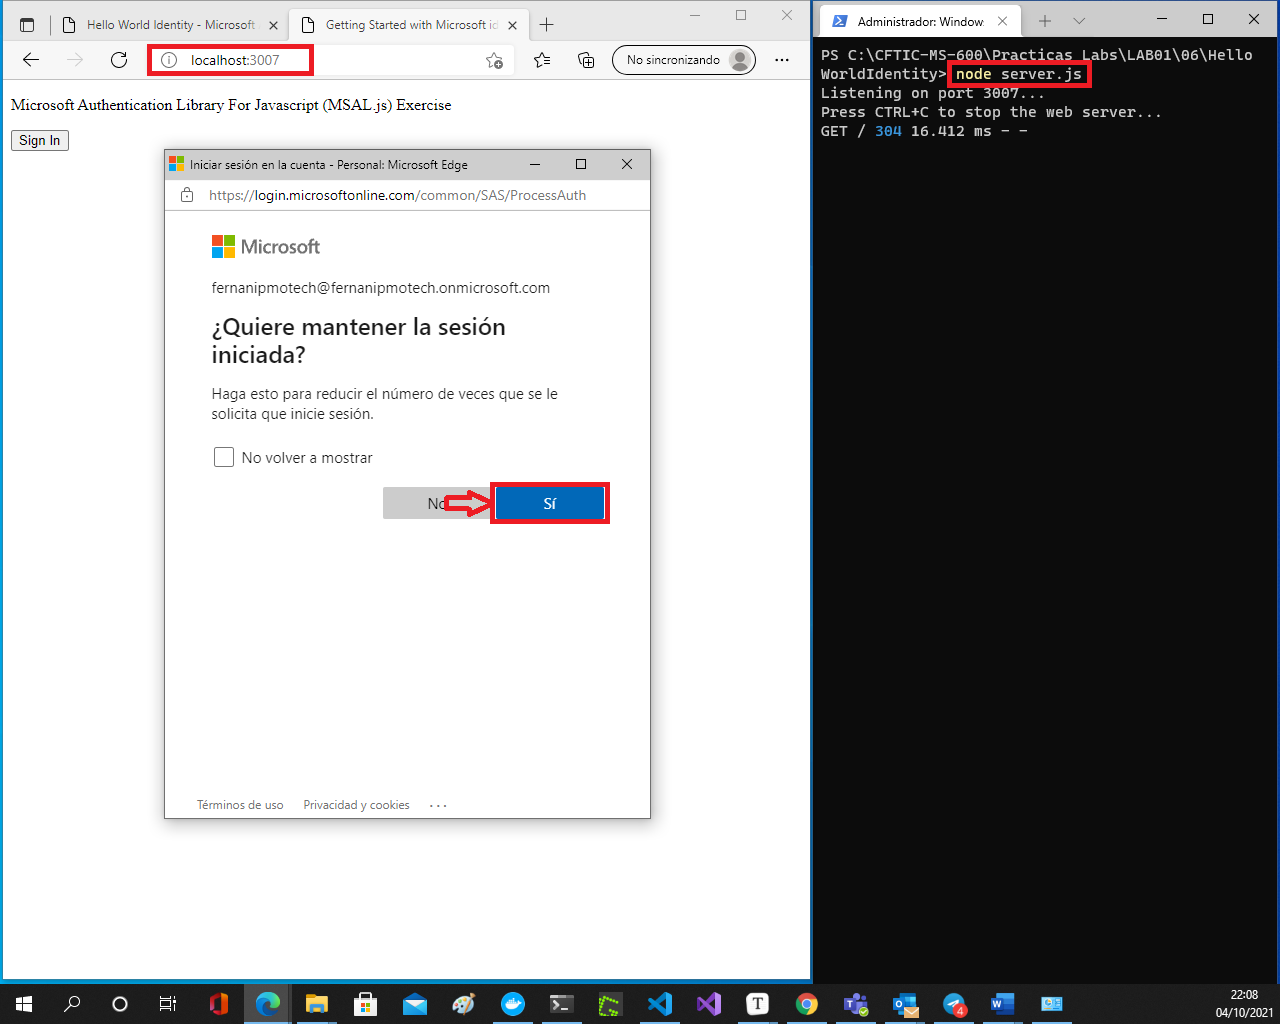 Hello World Identity - Microsoft
Getting Started with Microsoft id
localhost:3007
No sincronizando
Microsoft Authentication Library For Javascript (MSAL.js) Exercise
Sign In
Iniciar sesión en la cuenta - Personal: Microsoft Edge
https://login.microsoftonline.com/common/SAS/ProcessAuth
Microsoft
fernanipmotech@fernanipmotech.onmicrosoft.com
¿Quiere mantener la sesión
iniciada?
Haga esto para reducir el número de veces que se le
solicita que inicie sesión.
No volver a mostrar
No
Sí
Términos de uso
Privacidad y cookies
Administrador: Windows
PS C:\CFTIC-MS-600\Practicas Labs\LAB01\06\Hello
WorldIdentity> node server.js
Listening on port 3007...
Press CTRL+C to stop the web server...
GET / 304 16.412 ms - -
T
4
22:08
04/10/2021